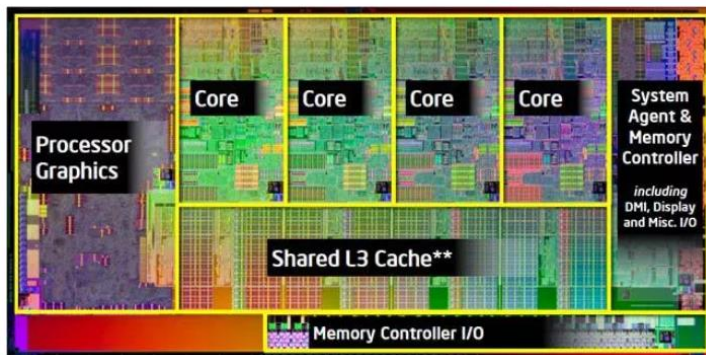 Processor
Graphics
Core
Core
Core
Core
System
Agent &
Memory
Controller
including
DMI, Display
and Misc. I/O
Shared L3 Cache**
Memory Controller I/O